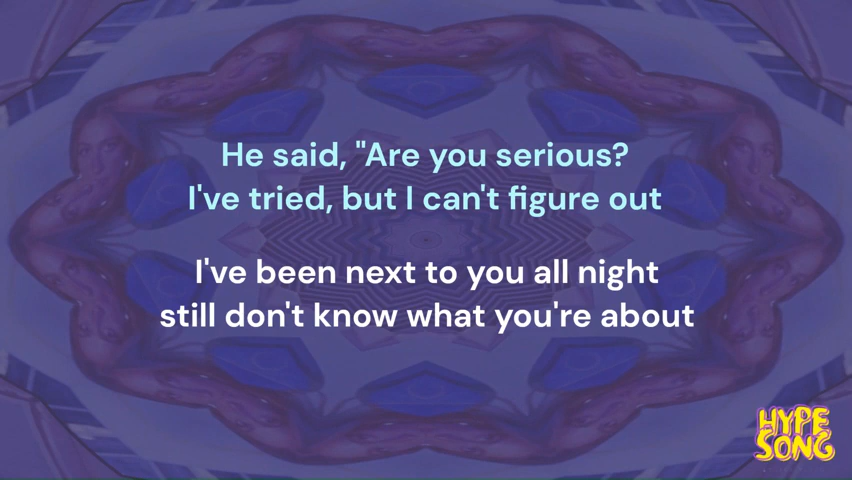 He said, "Are you serious?
I've tried, but I can't figure out
I've been next to you all night
still don't know what you're about
HYPE
SONG